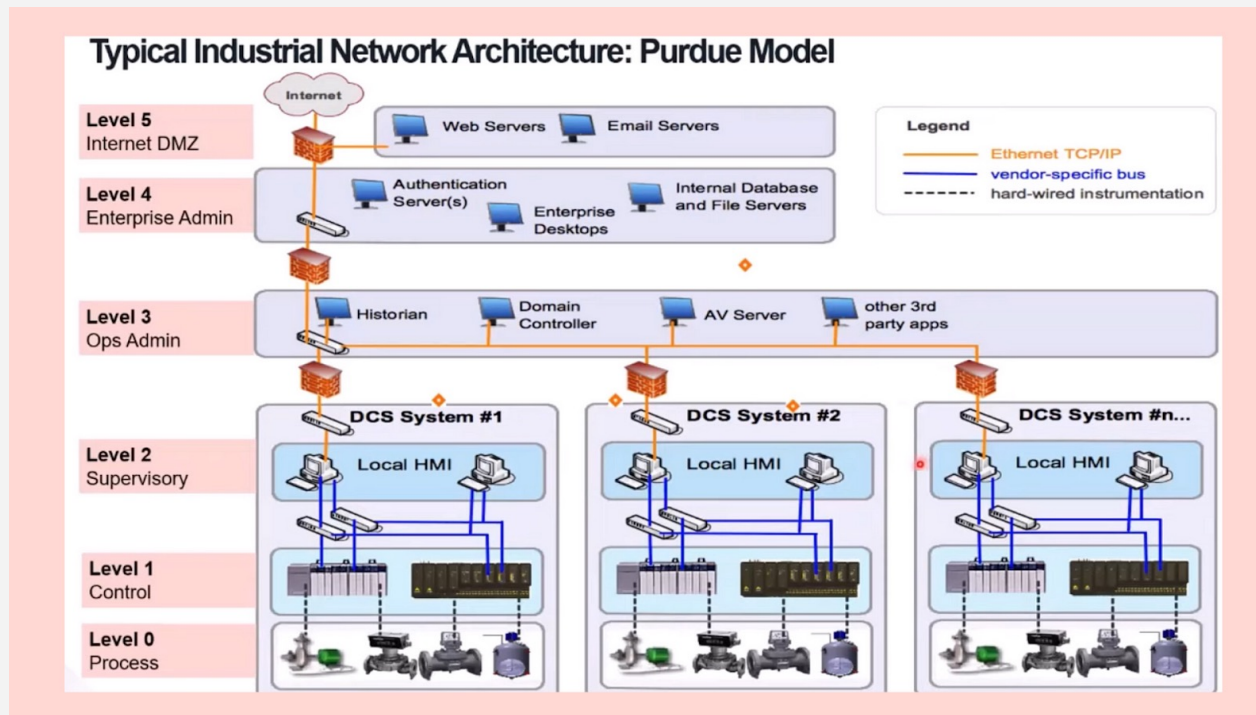 Typical Industrial Network Architecture: Purdue Model
Internet
Level 5
Internet DMZ
Web Servers
Email Servers
Legend
Ethernet TCP/IP
vendor-specific bus
hard-wired instrumentation
Level 4
Enterprise Admin
Authentication
Server(s)
Enterprise
Desktops
Internal Database
and File Servers
Level 3
Ops Admin
Historian
Domain
Controller
AV Server
other 3rd
party apps
DCS System #1
DCS System #2
DCS System #n...
Level 2
Supervisory
Local HMI
Local HMI
Local HMI
Level 1
Control
Level 0
Process